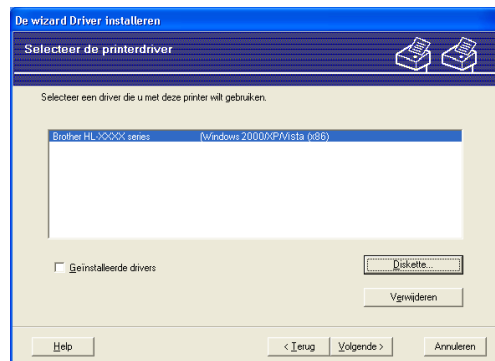 De wizard Driver installeren
Selecteer de printerdriver
Selecteer een driver die u met deze printer wilt gebruiken.
Brother HL-XXXX series (Windows 2000/XP/Vista (x86)
Geïnstalleerde drivers
Diskette...
Verwijderen
Help
< Terug
Volgende >
Annuleren